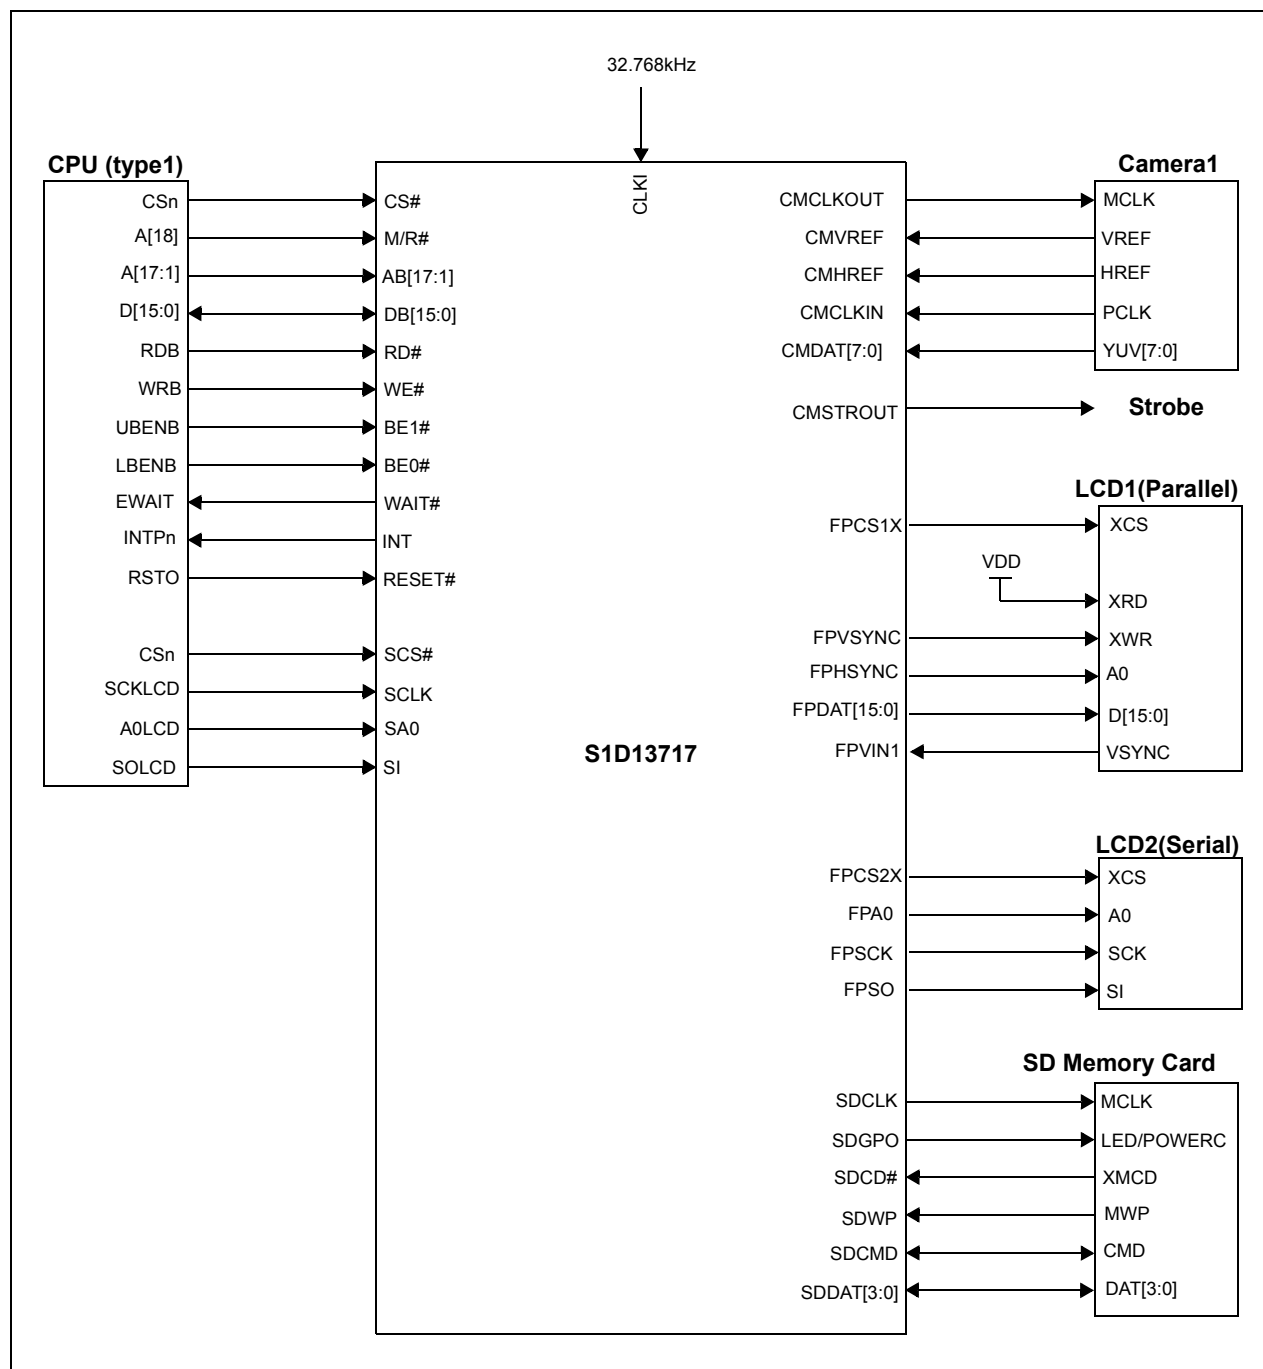 32.768kHz
CLKI
CPU (type1)
CSn
A[18]
A[17:1]
D[15:0]
RDB
WRB
UBENB
LBENB
EWAIT
INTPn
RSTO
CSn
SCKLCD
A0LCD
SOLCD
CS#
M/R#
AB[17:1]
DB[15:0]
RD#
WE#
BE1#
BE0#
WAIT#
INT
RESET#
SCS#
SCLK
SA0
SI
S1D13717
CMCLKOUT
CMVREF
CMHREF
CMCLKIN
CMDAT[7:0]
CMSTROUT
FPCS1X
FPVSYNC
FPHSYNC
FPDAT[15:0]
FPVIN1
FPCS2X
FPA0
FPSCK
FPSO
SDCLK
SDGPO
SDCD#
SDWP
SDCMD
SDDAT[3:0]
Camera1
MCLK
VREF
HREF
PCLK
YUV[7:0]
Strobe
LCD1(Parallel)
XCS
VDD
XRD
XWR
A0
D[15:0]
VSYNC
LCD2(Serial)
XCS
A0
SCK
SI
SD Memory Card
MCLK
LED/POWERC
XMCD
MWP
CMD
DAT[3:0]